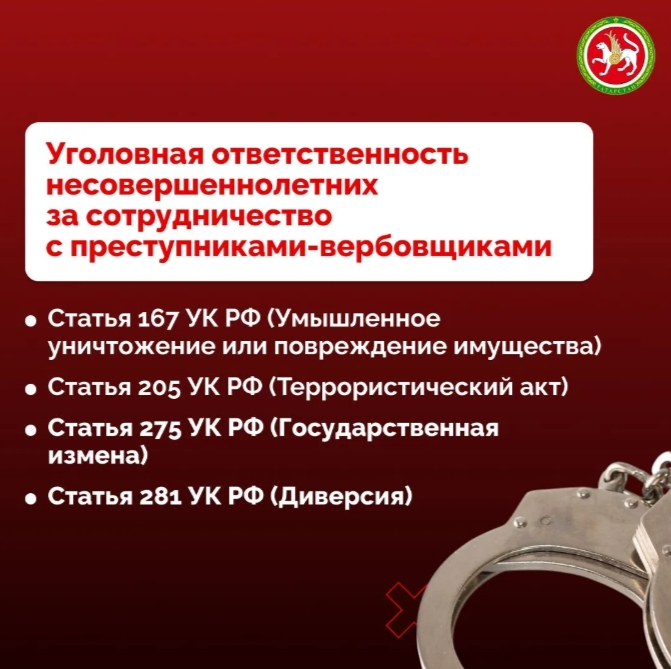 ТАТАРСТАН
Уголовная ответственность
несовершеннолетних
за сотрудничество
с преступниками-вербовщиками
Статья 167 УК РФ (Умышленное
уничтожение или повреждение имущества)
Статья 205 УК РФ (Террористический акт)
Статья 275 УК РФ (Государственная
измена)
Статья 281 УК РФ (Диверсия)